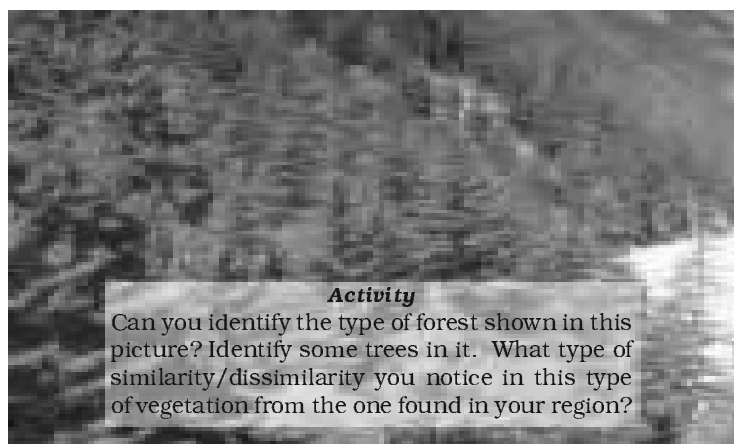 Activity
Can you identify the type of forest shown in this
picture? Identify some trees in it. What type of
similarity/dissimilarity you notice in this type
of vegetation from the one found in your region?